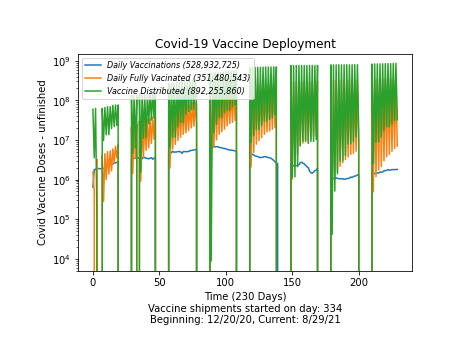 Covid-19 Vaccine Deployment
Daily Vaccinations (528,932,725)
Daily Fully Vacinated (351,480,543)
Vaccine Distributed (892,255,860)
Covid Vaccine Doses - unfinished
10⁹
10⁸
10⁷
10⁶
10⁵
10⁴
0 50 100 150 200
Time (230 Days)
Vaccine shipments started on day: 334
Beginning: 12/20/20, Current: 8/29/21